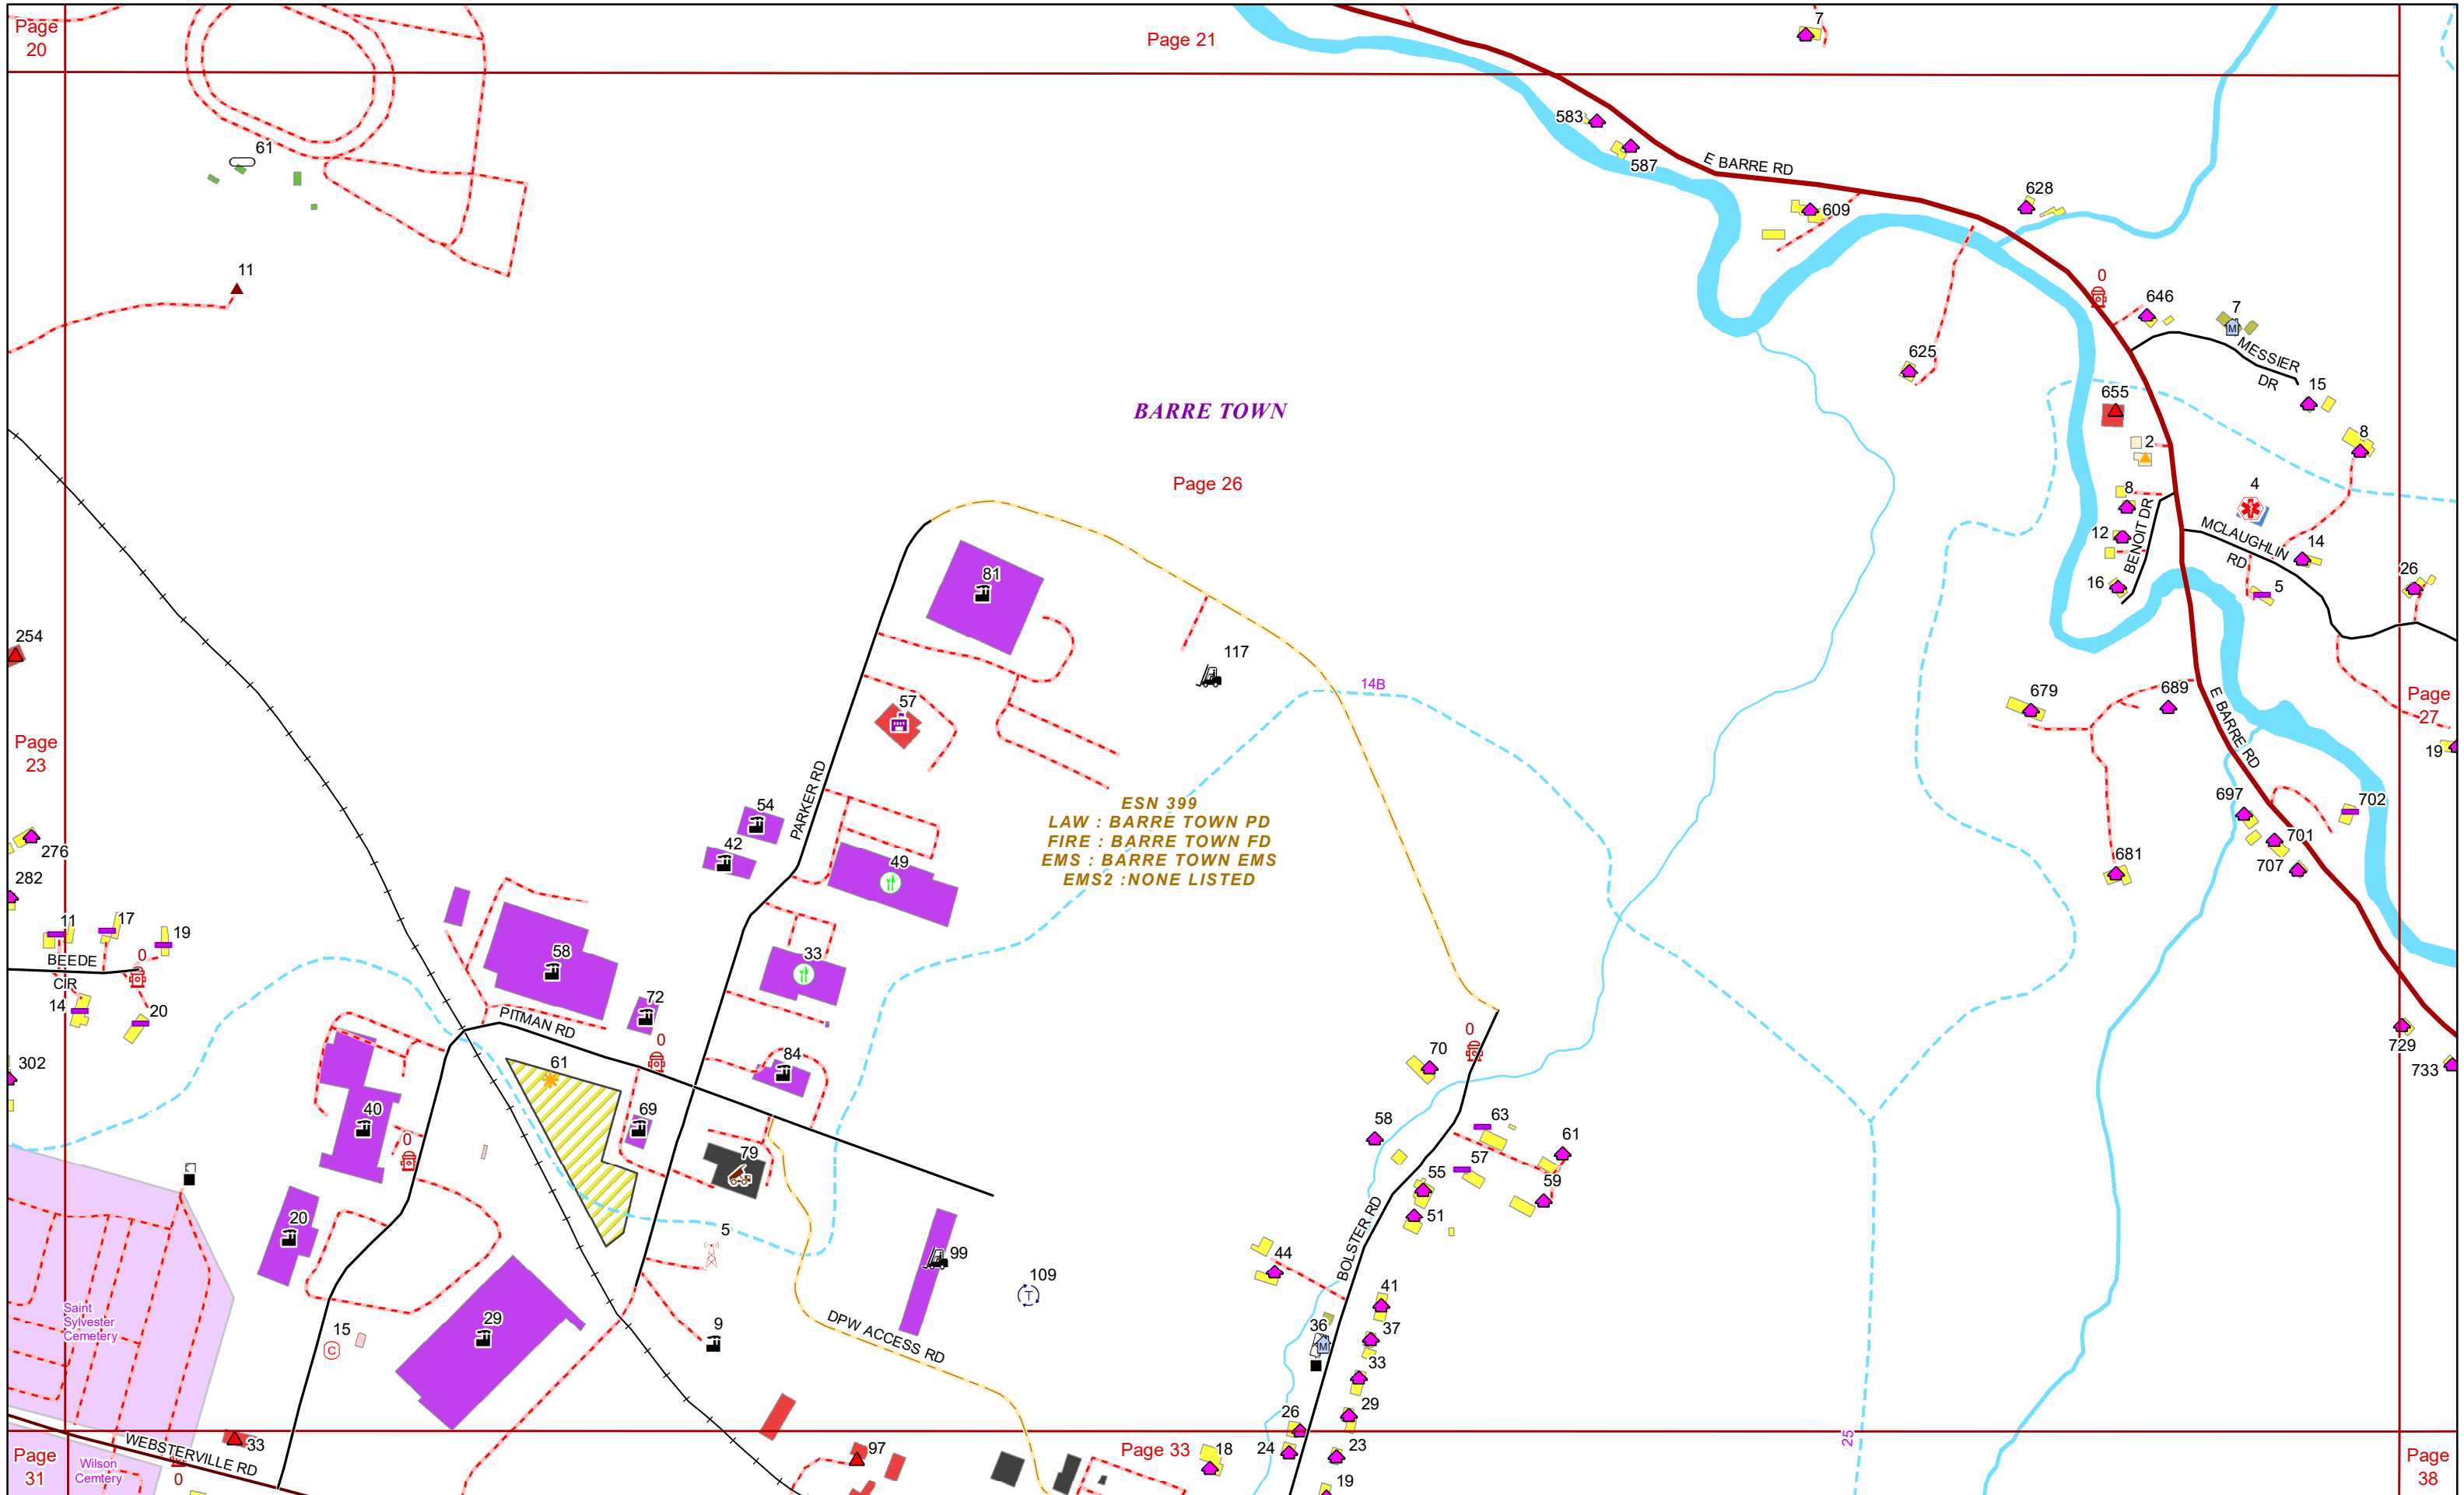 Page
20
Page 21
7
583
587
E BARRE RD
61
628
609
11
0
646
7
MESSIER
DR
625
15
655
BARRE TOWN
8
2
Page 26
4
8
MCLAUGHLIN
RD
12
BENOIT DR
14
81
26
16
5
254
117
14B
679
689
Page
27
57
E BARRE RD
Page
23
19
PARKER RD
54
ESN 399
LAW : BARRE TOWN PD
FIRE : BARRE TOWN FD
EMS : BARRE TOWN EMS
EMS2 :NONE LISTED
697
702
42
701
276
49
681
707
282
11
17
19
0
BEEDE
CIR
58
33
14
20
72
PITMAN RD
0
0
729
302
61
84
70
733
40
69
58
63
61
0
79
57
55
59
20
5
51
99
BOLSTER RD
44
109
41
Saint
Sylvester
Cemetery
29
15
C
9
DPW ACCESS RD
T
36
M
M
37
33
29
26
33
WEBSTERVILLE RD
Page
31
Wilson
Cemtery
0
97
Page 33
18
24
23
25
Page
38
19